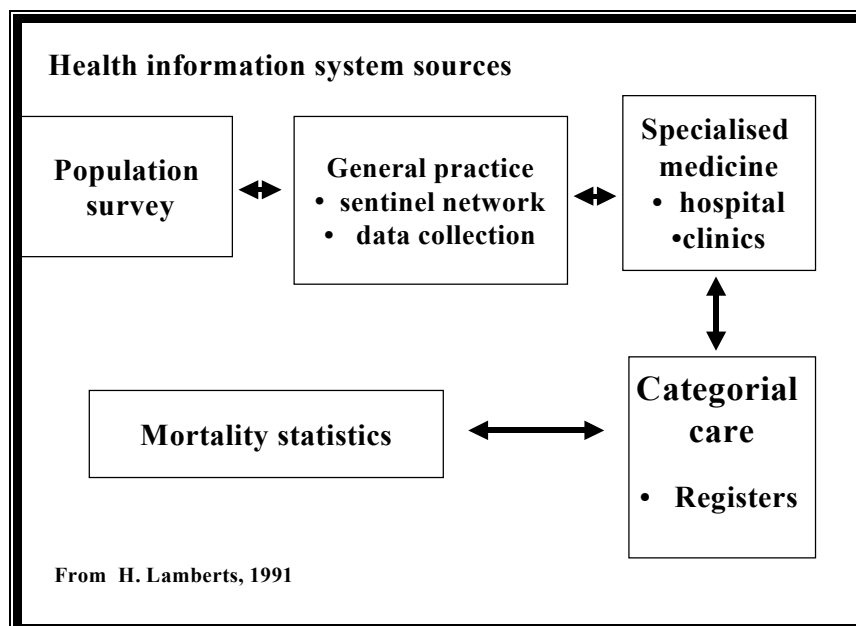 Health information system sources
Population
survey
General practice
• sentinel network
• data collection
Specialised
medicine
• hospital
•clinics
Mortality statistics
Categorial
care
• Registers
From H. Lamberts, 1991